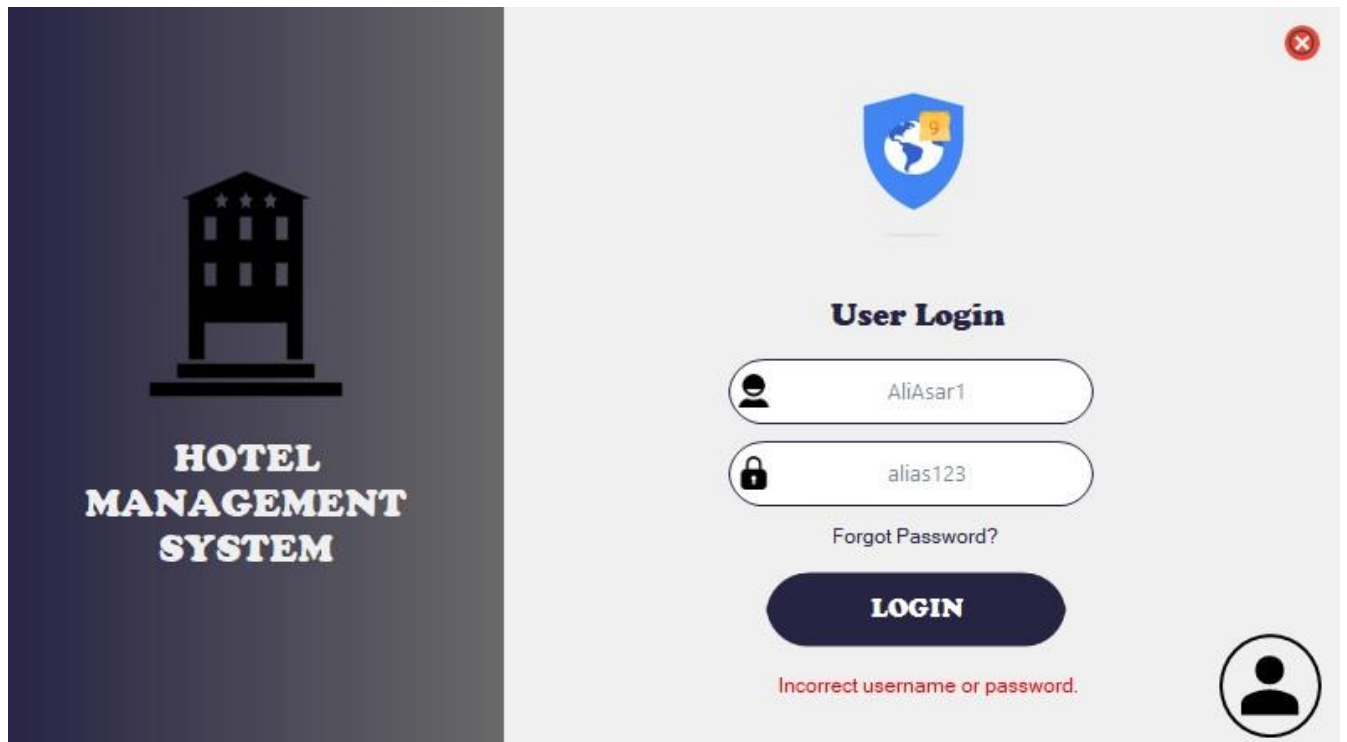 HOTEL
MANAGEMENT
SYSTEM
9
User Login
AliAsar1
alias123
Forgot Password?
LOGIN
Incorrect username or password.